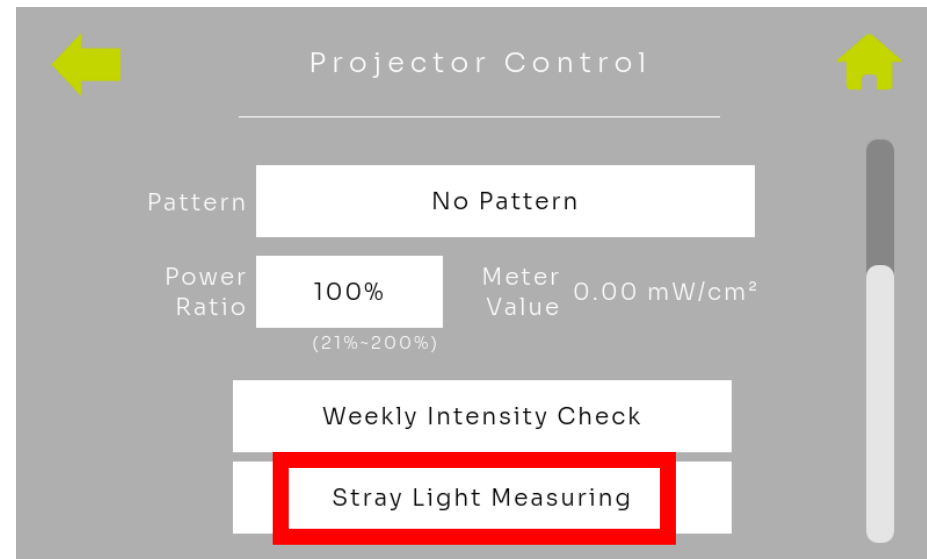 Projector Control
Pattern
No Pattern
Power
Ratio
100%
(21%~200%)
Meter
Value
0.00 mW/cm²
Weekly Intensity Check
Stray Light Measuring